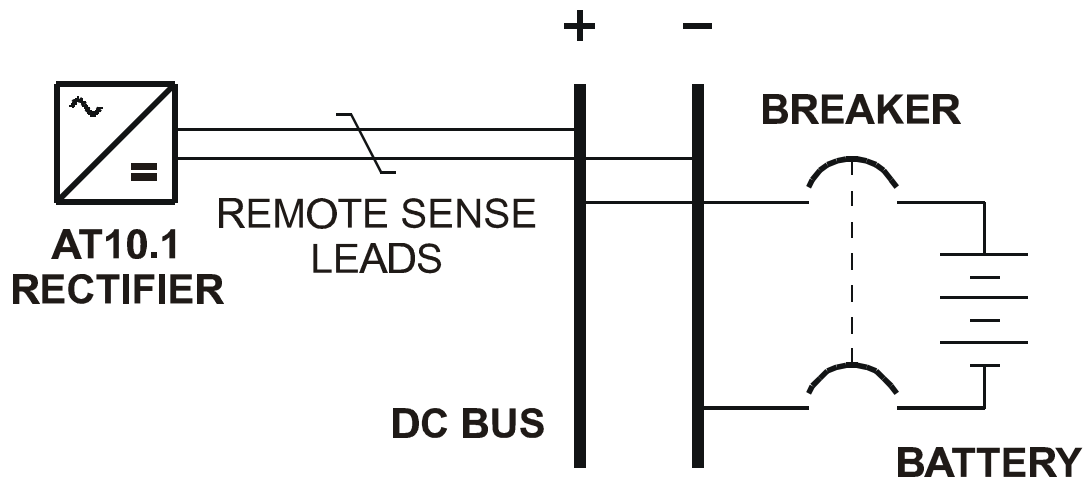 + −
BREAKER
REMOTE SENSE
LEADS
AT10.1
RECTIFIER
DC BUS
BATTERY